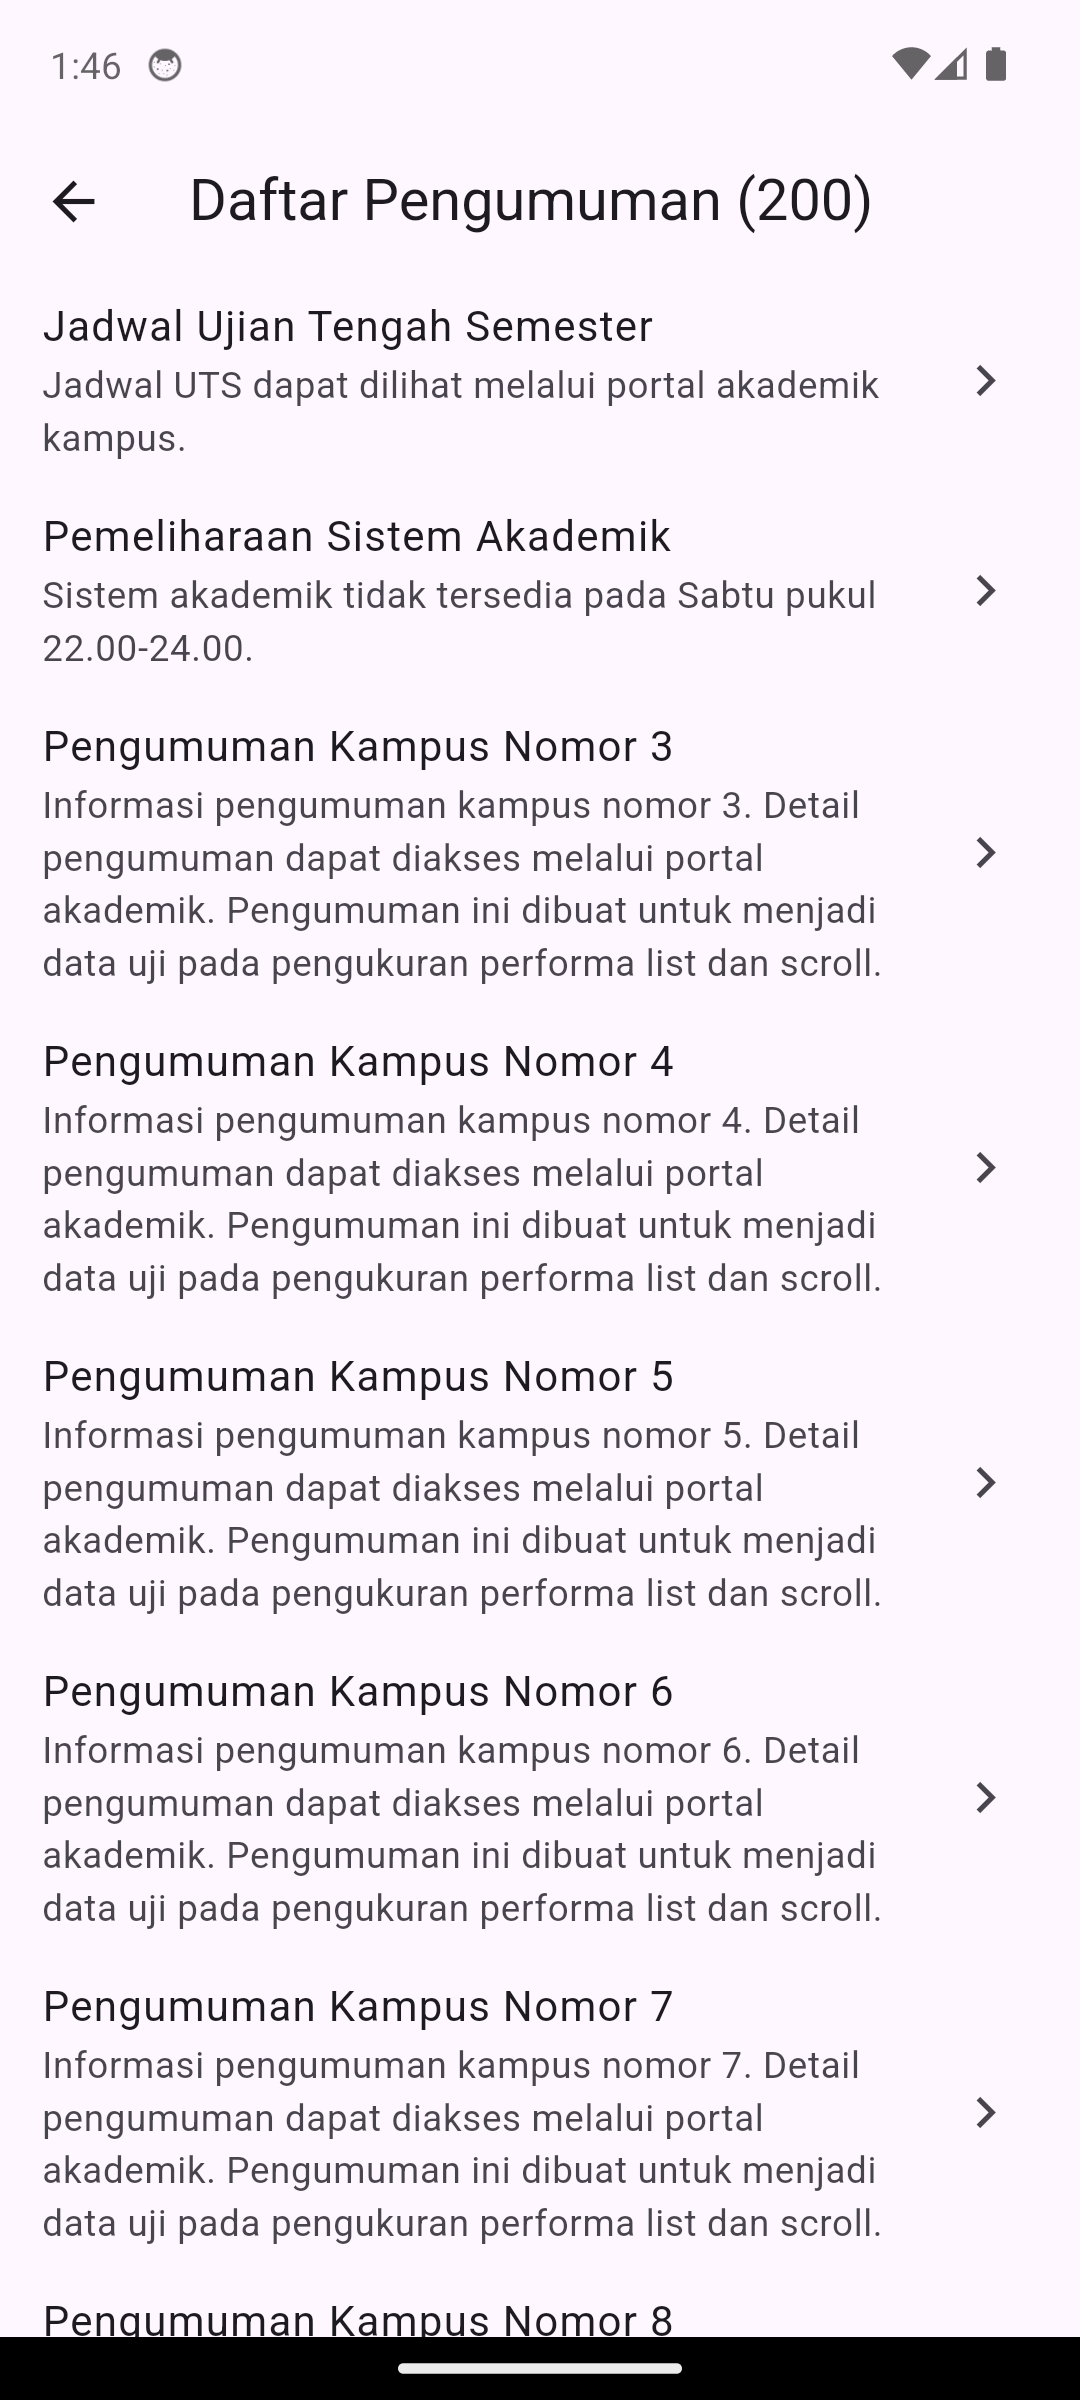 1:46
Daftar Pengumuman (200)
Jadwal Ujian Tengah Semester
Jadwal UTS dapat dilihat melalui portal akademik
kampus.
Pemeliharaan Sistem Akademik
Sistem akademik tidak tersedia pada Sabtu pukul
22.00-24.00.
Pengumuman Kampus Nomor 3
Informasi pengumuman kampus nomor 3. Detail
pengumuman dapat diakses melalui portal
akademik. Pengumuman ini dibuat untuk menjadi
data uji pada pengukuran performa list dan scroll.
Pengumuman Kampus Nomor 4
Informasi pengumuman kampus nomor 4. Detail
pengumuman dapat diakses melalui portal
akademik. Pengumuman ini dibuat untuk menjadi
data uji pada pengukuran performa list dan scroll.
Pengumuman Kampus Nomor 5
Informasi pengumuman kampus nomor 5. Detail
pengumuman dapat diakses melalui portal
akademik. Pengumuman ini dibuat untuk menjadi
data uji pada pengukuran performa list dan scroll.
Pengumuman Kampus Nomor 6
Informasi pengumuman kampus nomor 6. Detail
pengumuman dapat diakses melalui portal
akademik. Pengumuman ini dibuat untuk menjadi
data uji pada pengukuran performa list dan scroll.
Pengumuman Kampus Nomor 7
Informasi pengumuman kampus nomor 7. Detail
pengumuman dapat diakses melalui portal
akademik. Pengumuman ini dibuat untuk menjadi
data uji pada pengukuran performa list dan scroll.
Pengumuman Kampus Nomor 8